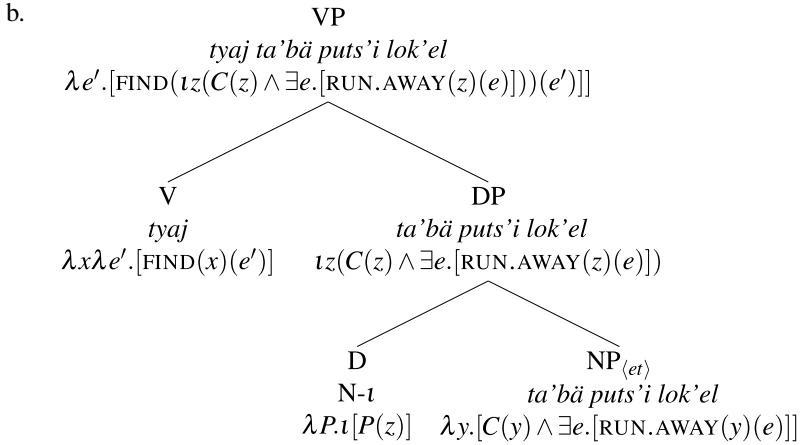 b.
VP
tyaj ta'bä puts'i lok'el
λe′.[FIND(ιz(C(z) ∧ ∃e.[RUN.AWAY(z)(e)]))(e′)]]
V DP
tyaj ta'bä puts'i lok'el
λxλe′.[FIND(x)(e′)] ιz(C(z) ∧ ∃e.[RUN.AWAY(z)(e)])
D NP⟨et⟩
N-ι ta'bä puts'i lok'el
λP.ι[P(z)] λy.[C(y) ∧ ∃e.[RUN.AWAY(y)(e)]]